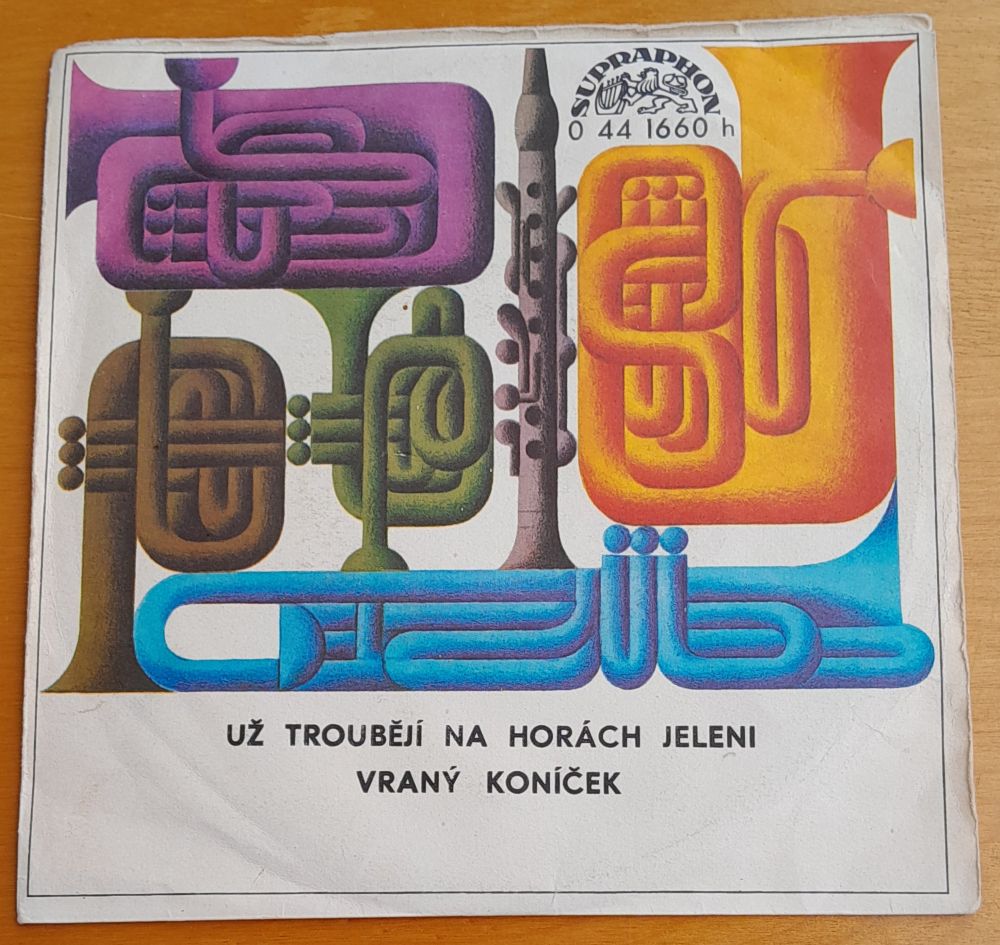 SUPRAPHON
0 44 1660 h
UŽ TROUBĚJÍ NA HORÁCH JELENI
VRANÝ KONÍČEK